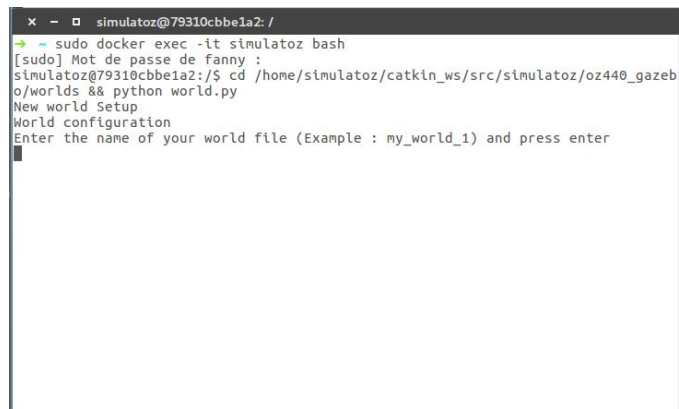 simulatoz@79310cbbe1a2: /
→ ~ sudo docker exec -it simulatoz bash
[sudo] Mot de passe de fanny :
simulatoz@79310cbbe1a2:/$ cd /home/simulatoz/catkin_ws/src/simulatoz/oz440_gazeb
o/worlds && python world.py
New world Setup
World configuration
Enter the name of your world file (Example : my_world_1) and press enter